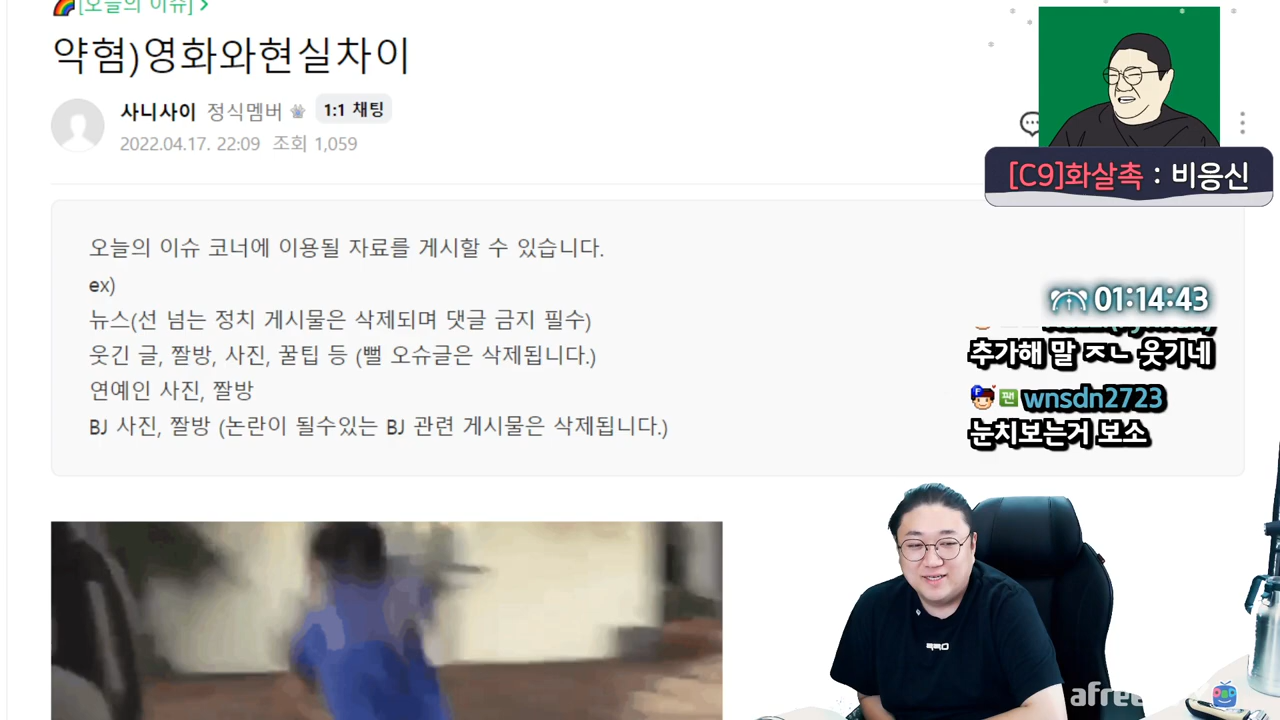 [오늘의 이슈] >
약혐)영화와현실차이
사니사이 정식멤버 1:1 채팅
2022.04.17. 22:09 조회 1,059
[C9]화살촉 : 비응신
오늘의 이슈 코너에 이용될 자료를 게시할 수 있습니다.
ex)
뉴스(선 넘는 정치 게시물은 삭제되며 댓글 금지 필수)
웃긴 글, 짤방, 사진, 꿀팁 등 (뻘 오슈글은 삭제됩니다.)
연예인 사진, 짤방
BJ 사진, 짤방 (논란이 될수있는 BJ 관련 게시물은 삭제됩니다.)
01:14:43
추가해 말 ㅈㄴ 웃기네
F 팬 wnsdn2723
눈치보는거 보소